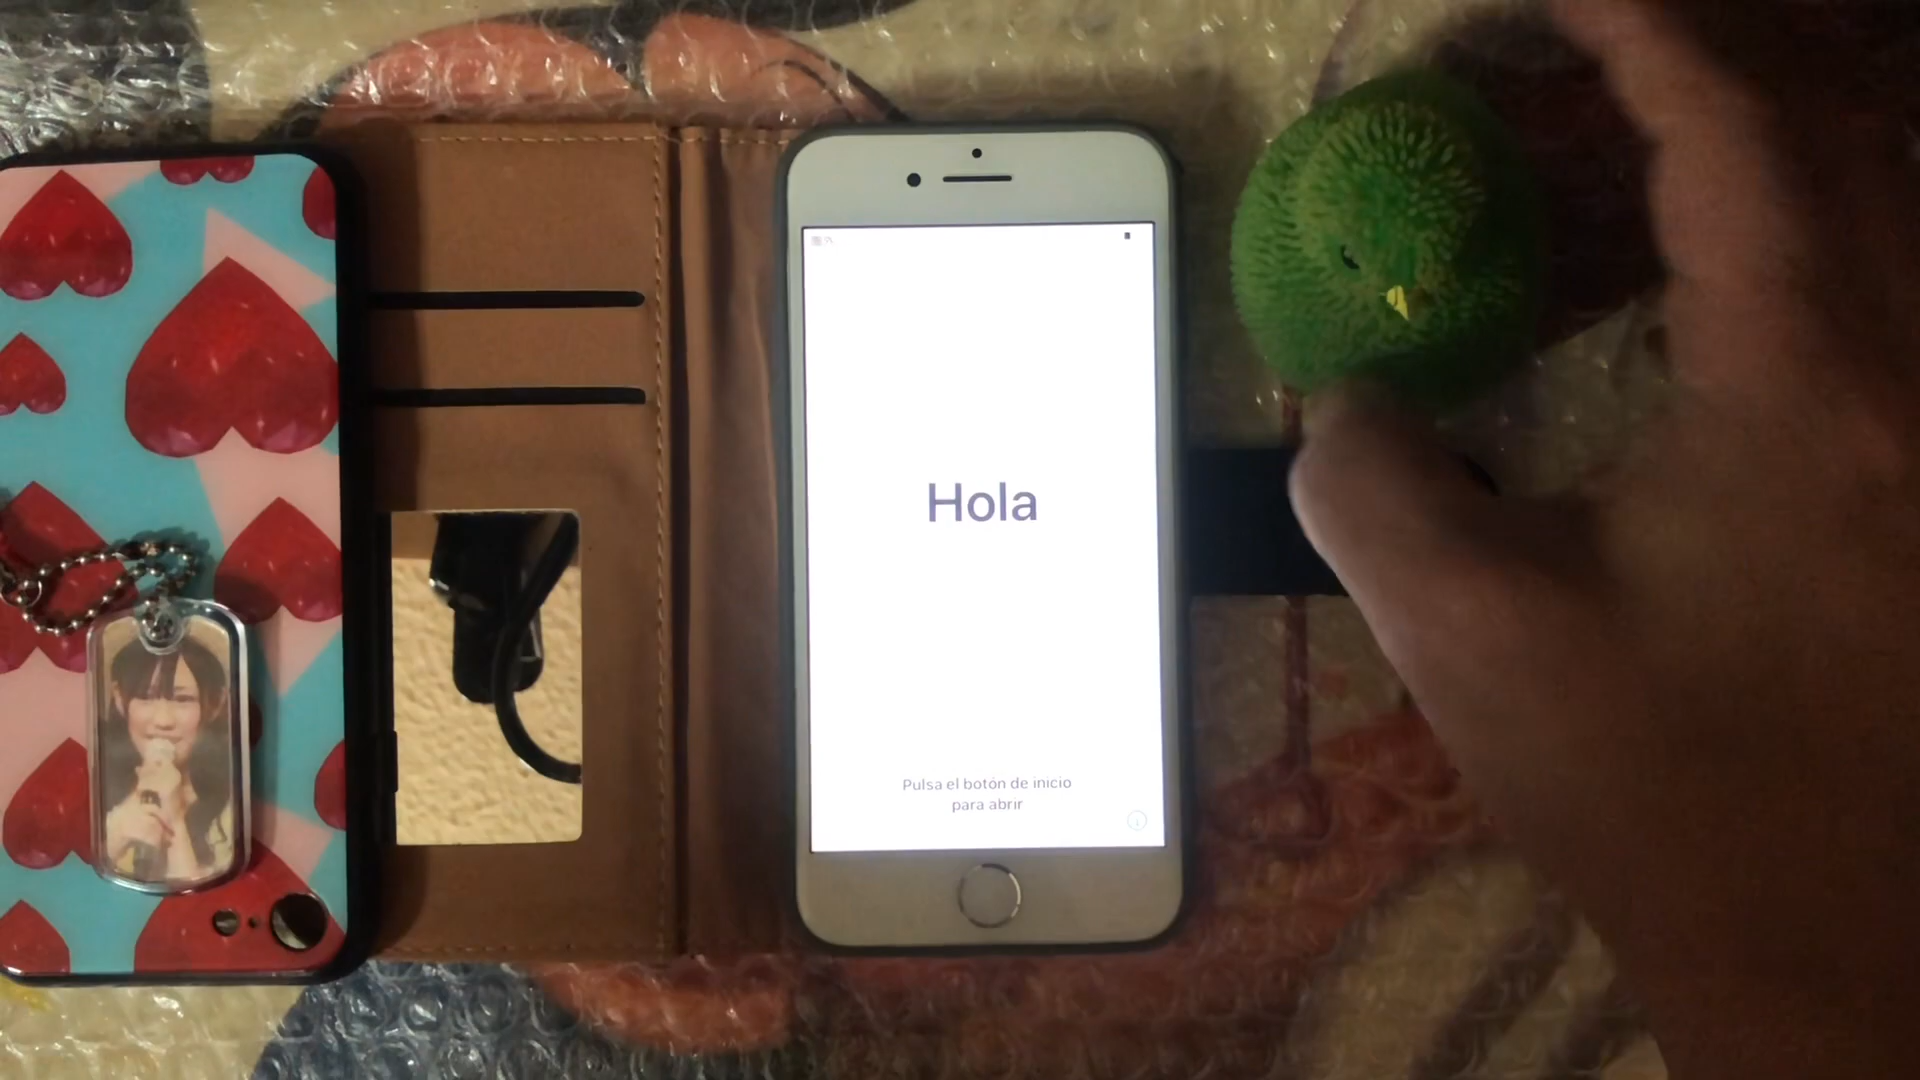 Hola
Pulsa el botón de inicio
para abrir